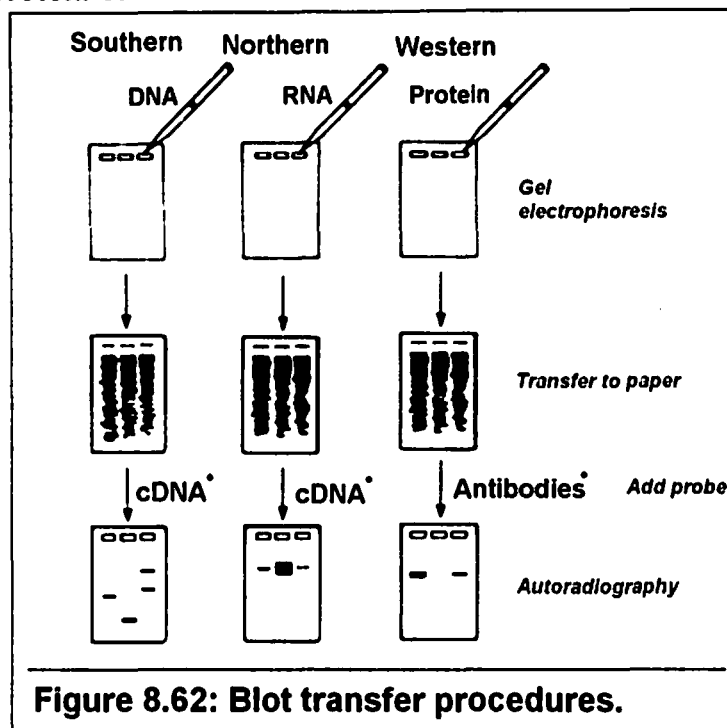 Southern Northern Western
DNA RNA Protein
Gel
electrophoresis
Transfer to paper
cDNA* cDNA* Antibodies* Add probe
Autoradiography
Figure 8.62: Blot transfer procedures.